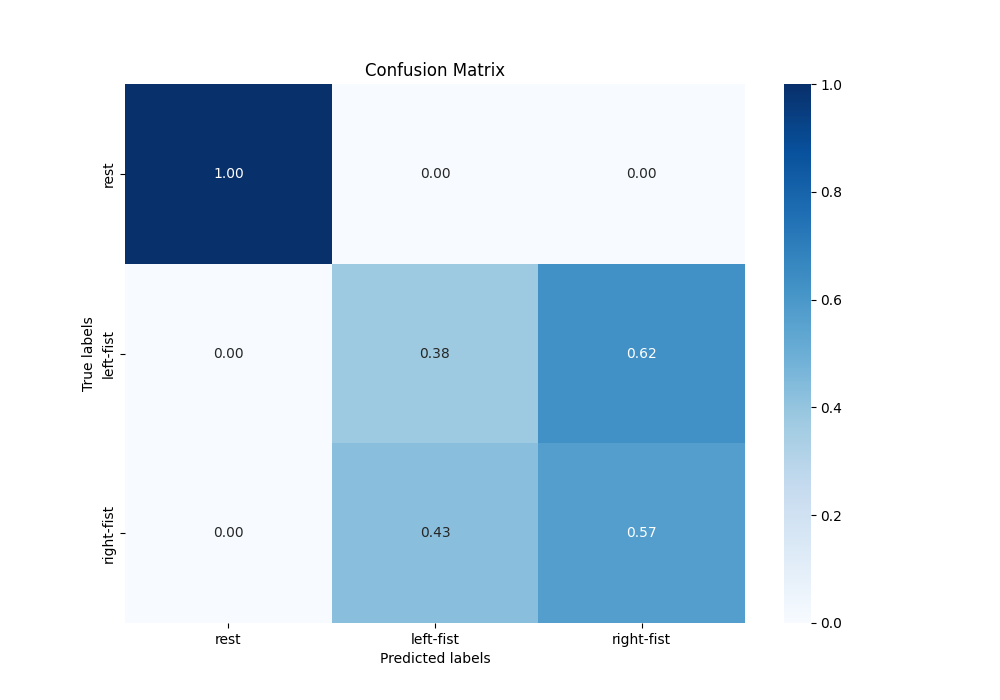 Confusion Matrix
True labels
rest
left-fist
right-fist
1.00 0.00 0.00
0.00 0.38 0.62
0.00 0.43 0.57
rest left-fist right-fist
Predicted labels
1.0
0.8
0.6
0.4
0.2
0.0